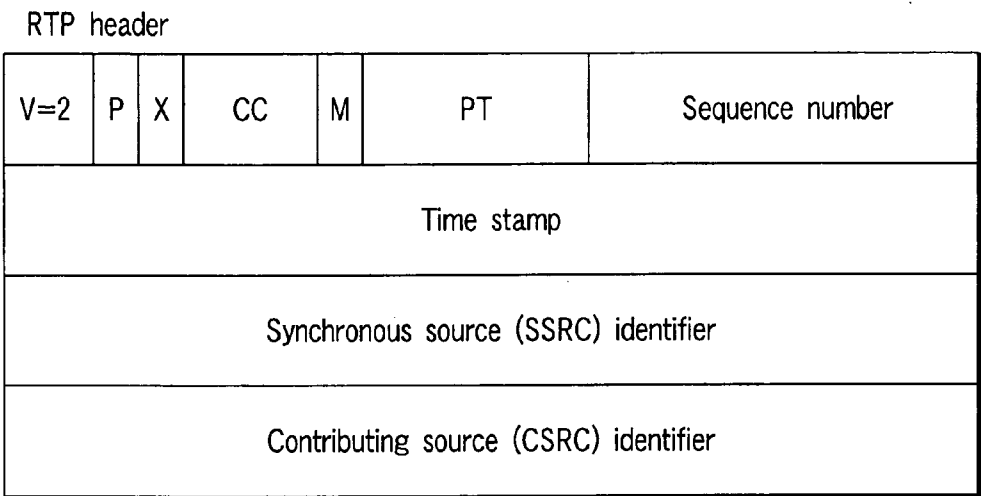 RTP header
V=2 P X CC M PT Sequence number
Time stamp
Synchronous source (SSRC) identifier
Contributing source (CSRC) identifier